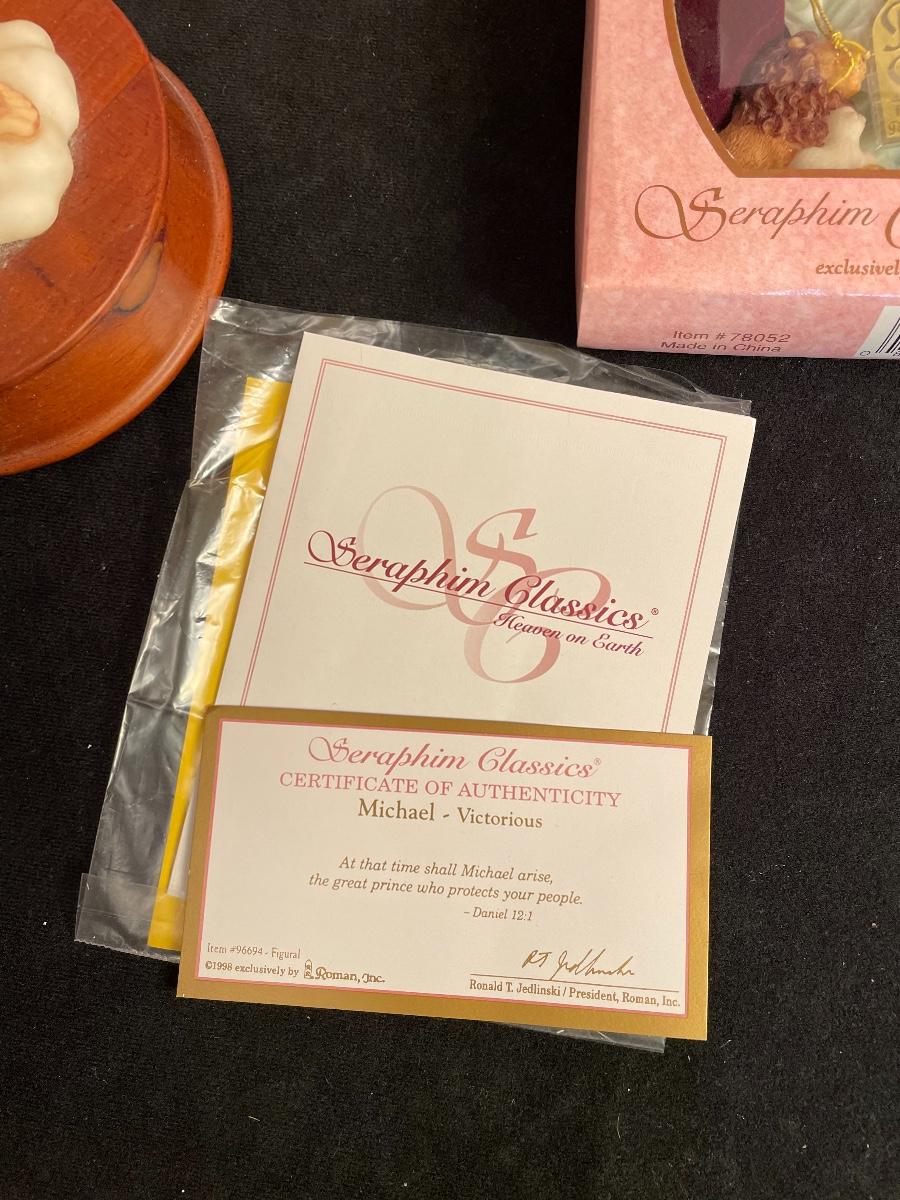 Seraphim
exclusivel
Item # 78052
Made in China
Seraphim Classics®
Heaven on Earth
Seraphim Classics®
CERTIFICATE OF AUTHENTICITY
Michael - Victorious
At that time shall Michael arise,
the great prince who protects your people.
– Daniel 12:1
Item #96694 - Figural
©1998 exclusively by Roman, Inc.
Ronald T. Jedlinski / President, Roman, Inc.